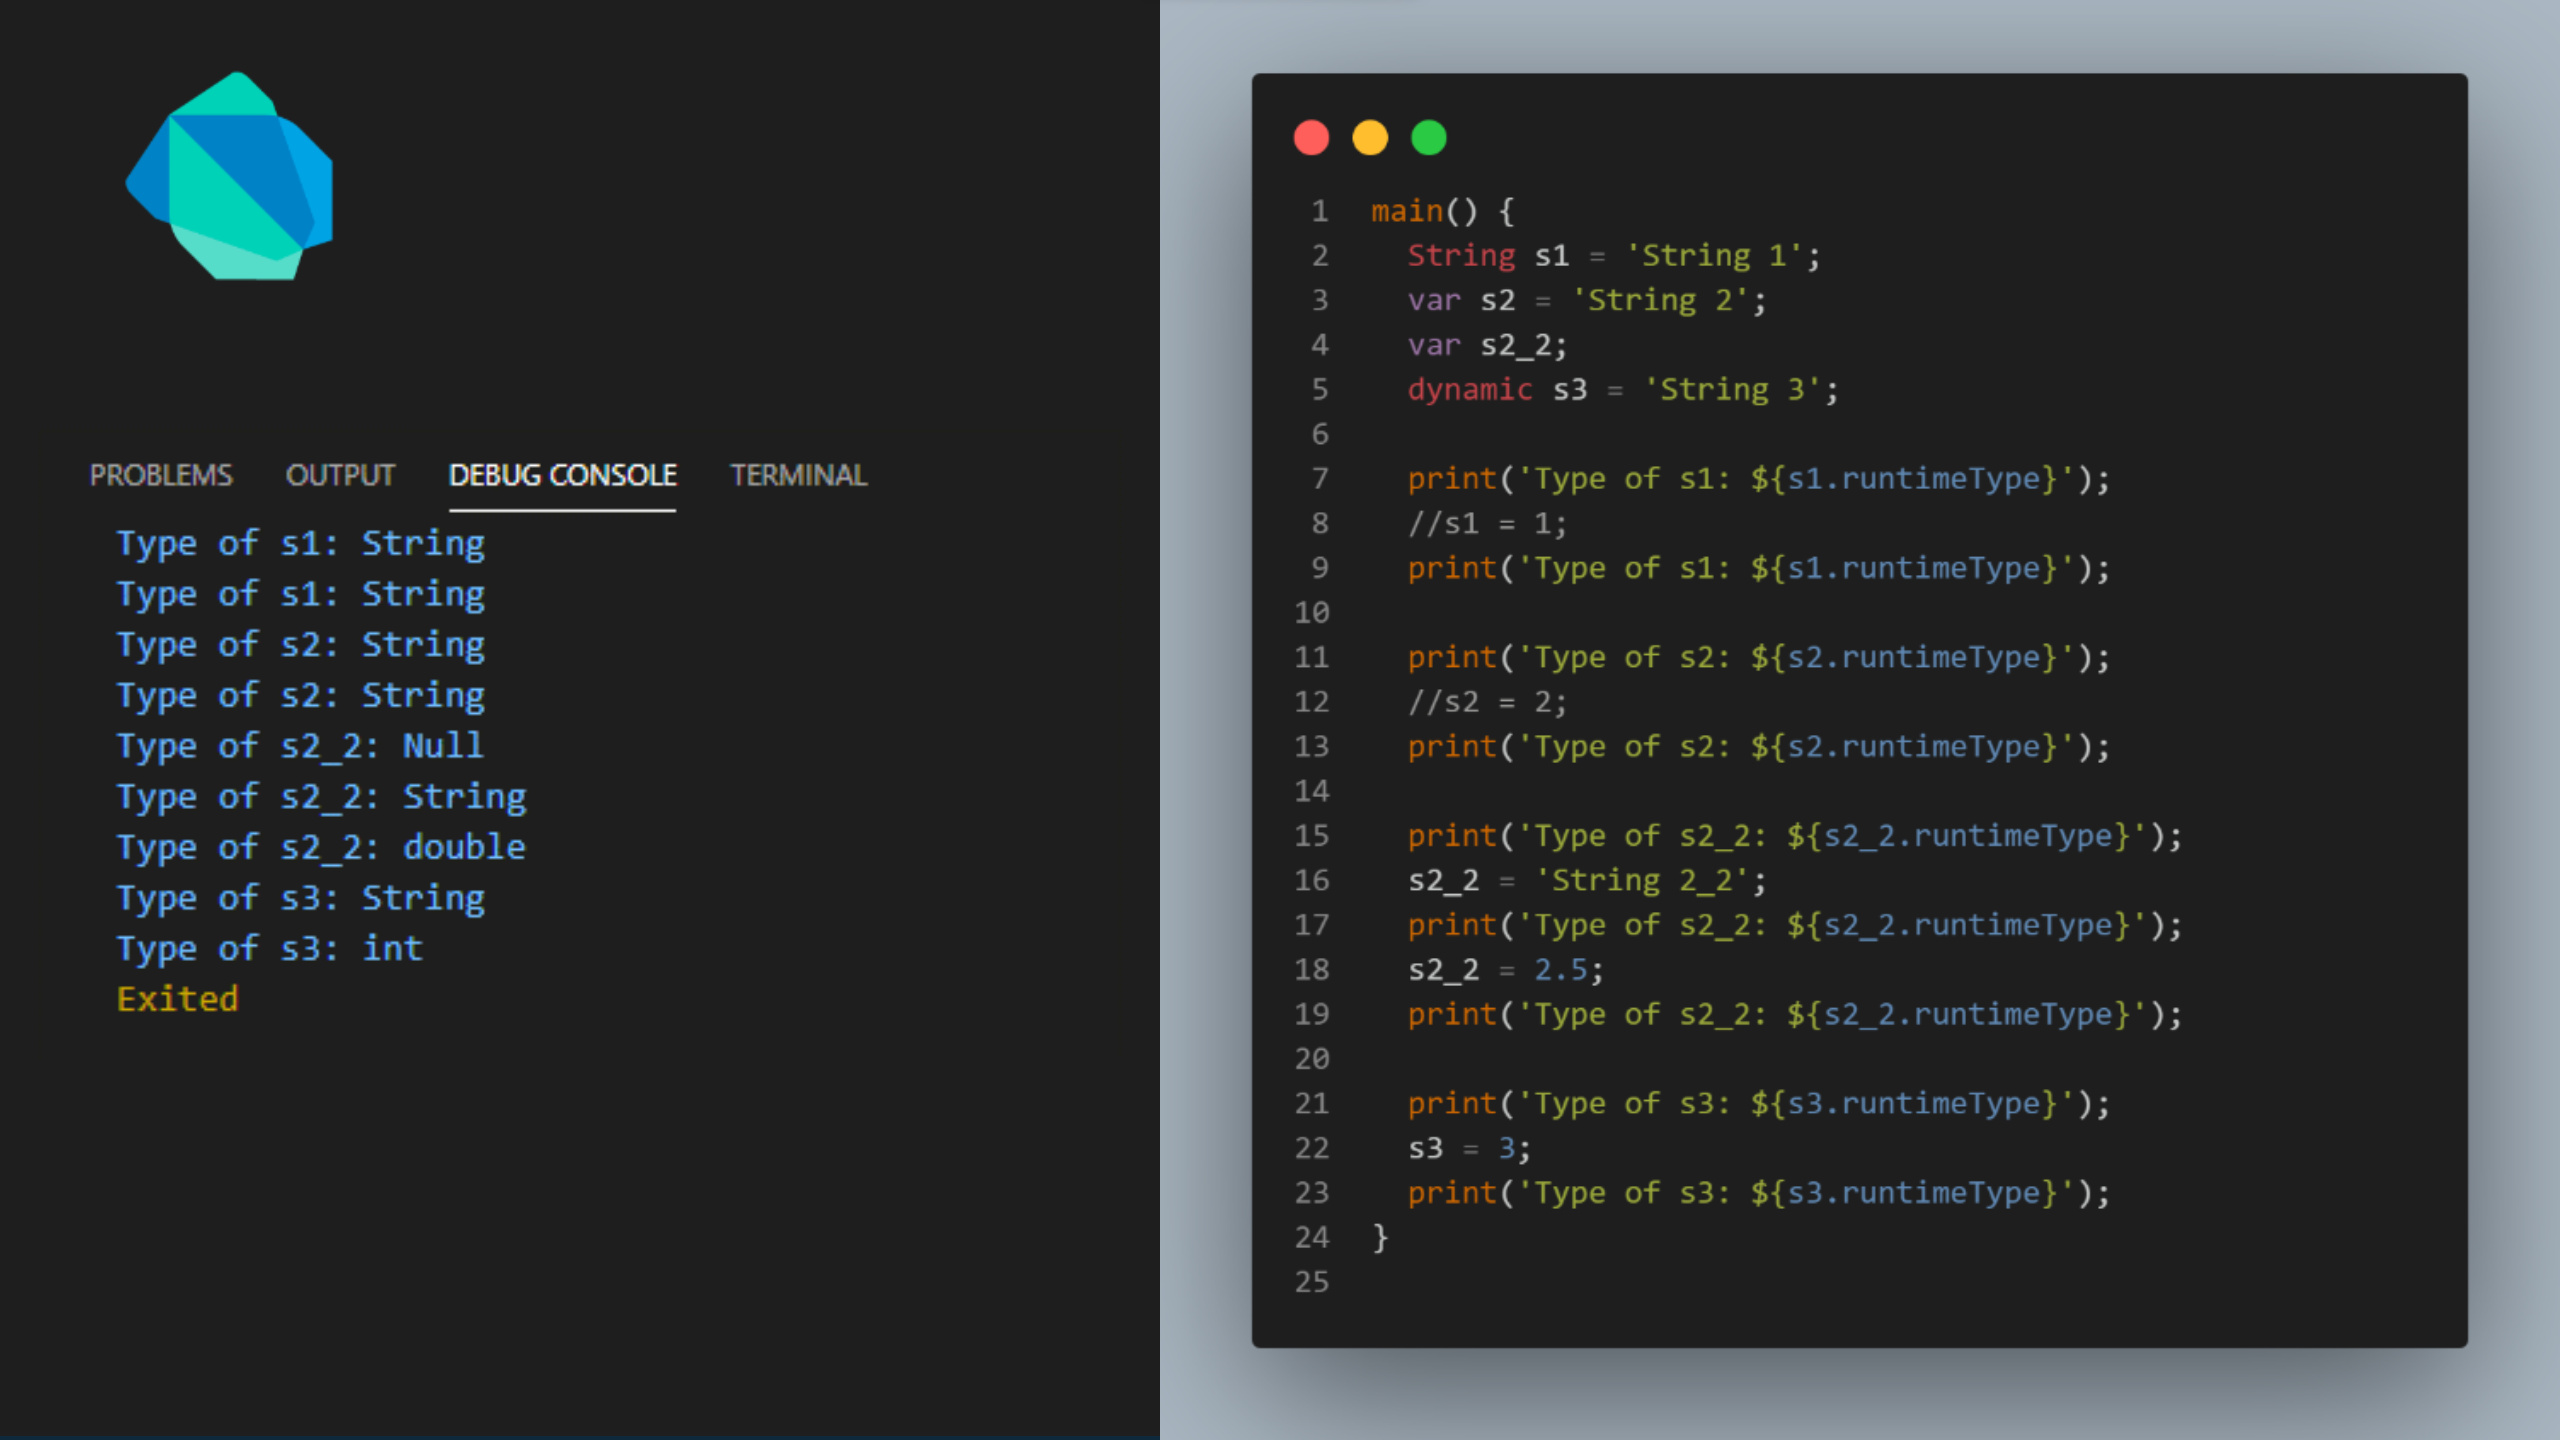 PROBLEMS OUTPUT DEBUG CONSOLE TERMINAL
Type of s1: String
Type of s1: String
Type of s2: String
Type of s2: String
Type of s2_2: Null
Type of s2_2: String
Type of s2_2: double
Type of s3: String
Type of s3: int
Exited
1 main() {
2   String s1 = 'String 1';
3   var s2 = 'String 2';
4   var s2_2;
5   dynamic s3 = 'String 3';
6
7   print('Type of s1: ${s1.runtimeType}');
8   //s1 = 1;
9   print('Type of s1: ${s1.runtimeType}');
10
11   print('Type of s2: ${s2.runtimeType}');
12   //s2 = 2;
13   print('Type of s2: ${s2.runtimeType}');
14
15   print('Type of s2_2: ${s2_2.runtimeType}');
16   s2_2 = 'String 2_2';
17   print('Type of s2_2: ${s2_2.runtimeType}');
18   s2_2 = 2.5;
19   print('Type of s2_2: ${s2_2.runtimeType}');
20
21   print('Type of s3: ${s3.runtimeType}');
22   s3 = 3;
23   print('Type of s3: ${s3.runtimeType}');
24 }
25